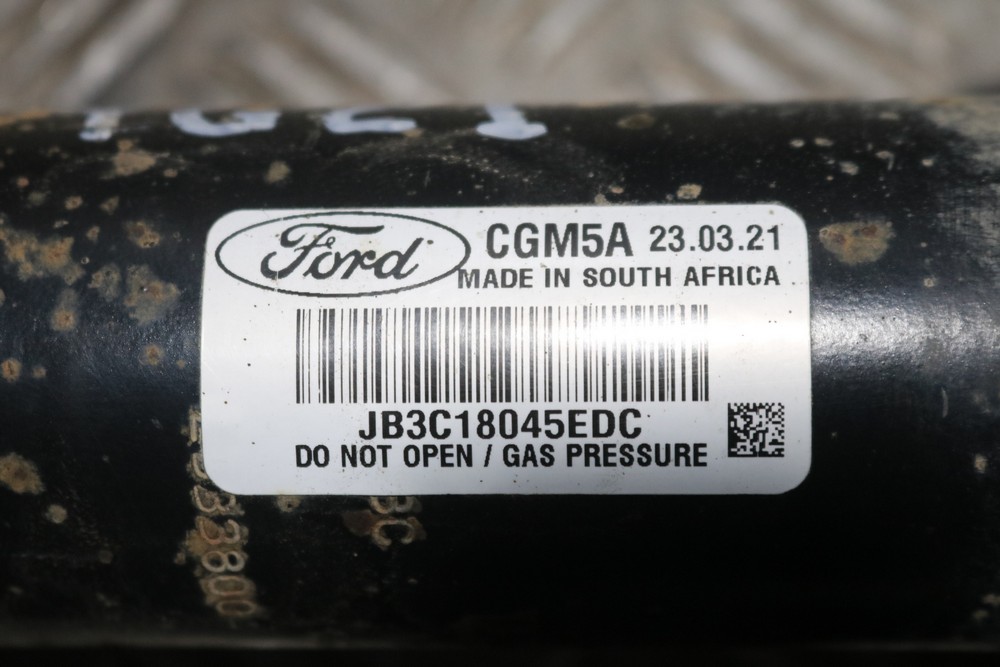 Ford CGM5A 23.03.21
MADE IN SOUTH AFRICA
JB3C18045EDC
DO NOT OPEN / GAS PRESSURE